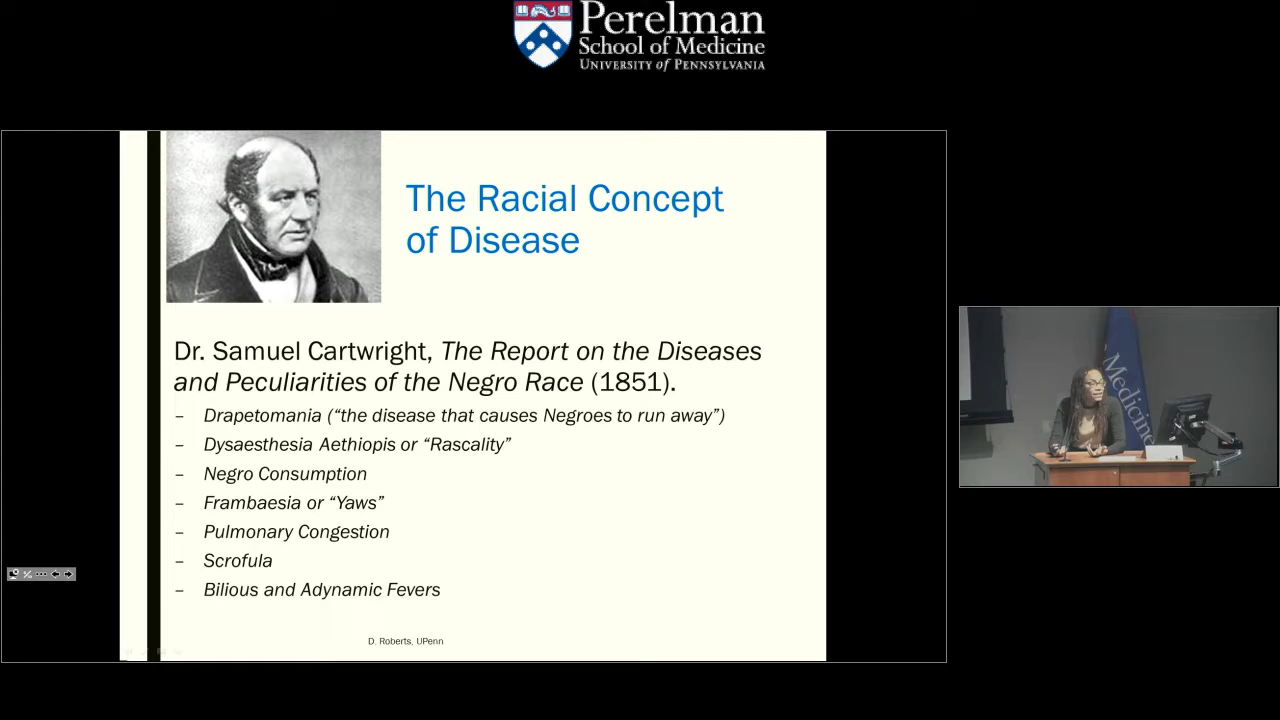 Perelman
School of Medicine
UNIVERSITY of PENNSYLVANIA
The Racial Concept
of Disease
Dr. Samuel Cartwright, The Report on the Diseases
and Peculiarities of the Negro Race (1851).
– Drapetomania (“the disease that causes Negroes to run away”)
– Dysaesthesia Aethiopis or “Rascality”
– Negro Consumption
– Frambaesia or “Yaws”
– Pulmonary Congestion
– Scrofula
– Bilious and Adynamic Fevers
D. Roberts, UPenn
Medicine